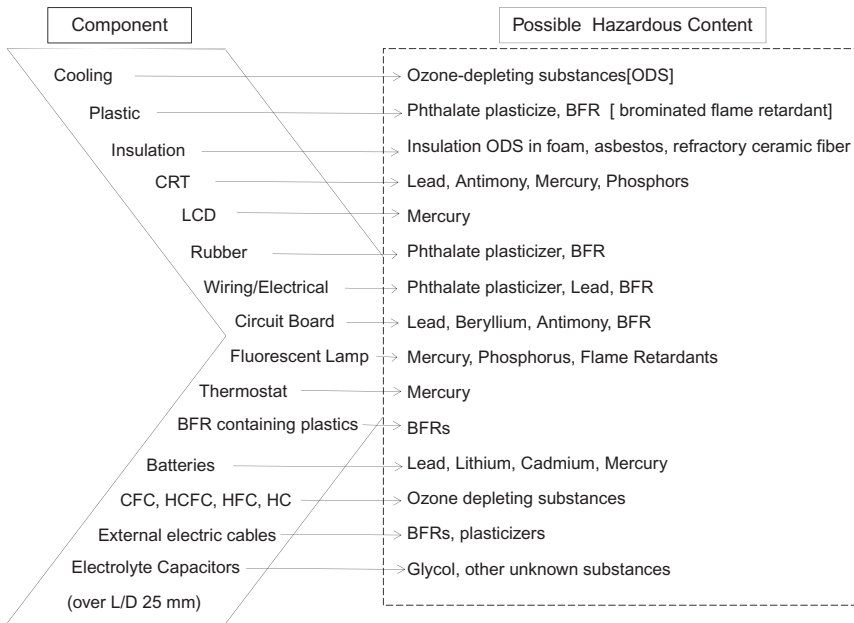 Component Possible Hazardous Content
Cooling Ozone-depleting substances[ODS]
Plastic Phthalate plasticize, BFR [ brominated flame retardant]
Insulation Insulation ODS in foam, asbestos, refractory ceramic fiber
CRT Lead, Antimony, Mercury, Phosphors
LCD Mercury
Rubber Phthalate plasticizer, BFR
Wiring/Electrical Phthalate plasticizer, Lead, BFR
Circuit Board Lead, Beryllium, Antimony, BFR
Fluorescent Lamp Mercury, Phosphorus, Flame Retardants
Thermostat Mercury
BFR containing plastics BFRs
Batteries Lead, Lithium, Cadmium, Mercury
CFC, HCFC, HFC, HC Ozone depleting substances
External electric cables BFRs, plasticizers
Electrolyte Capacitors Glycol, other unknown substances
(over L/D 25 mm)